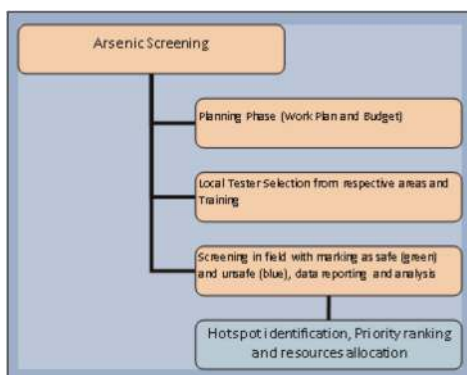 Arsenic Screening
Planning Phase (Work Plan and Budget)
Local Tester Selection from respective areas and
Training
Screening in field with marking as safe (green)
and unsafe (blue), data reporting and analysis
Hotspot identification, Priority ranking
and resources allocation